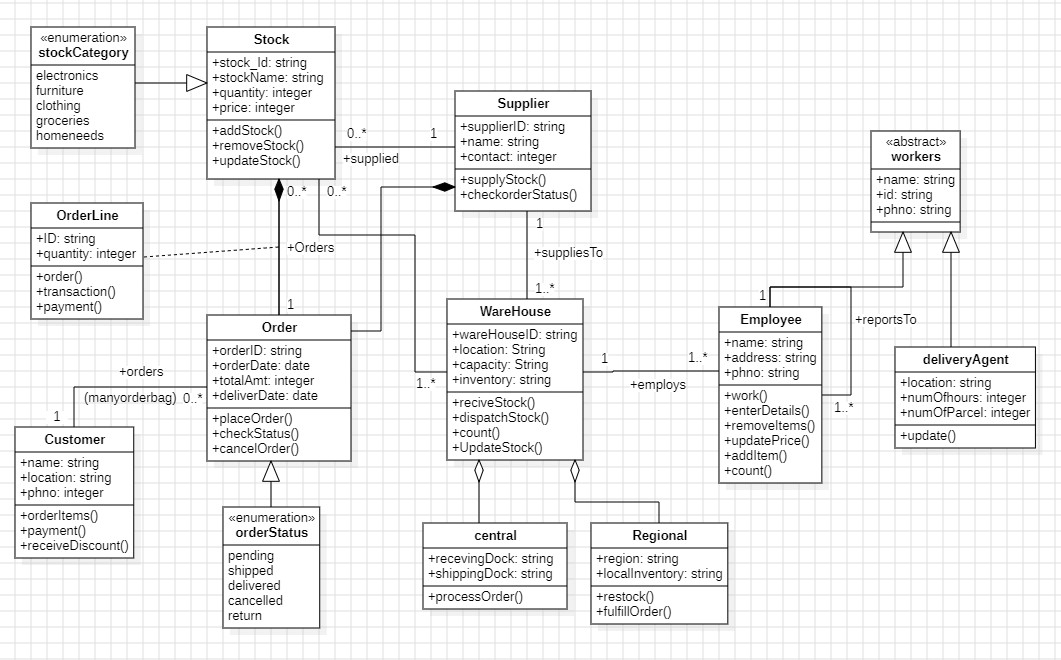 «enumeration»
stockCategory
electronics
furniture
clothing
groceries
homeneeds
Stock
+stock_Id: string
+stockName: string
+quantity: integer
+price: integer
+addStock()
+removeStock()
+updateStock()
0..*
1
+supplied
Supplier
+supplierID: string
+name: string
+contact: integer
+supplyStock()
+checkorderStatus()
«abstract»
workers
+name: string
+id: string
+phno: string
0..*
0..*
OrderLine
+ID: string
+quantity: integer
+order()
+transaction()
+payment()
+Orders
1
1
+suppliesTo
1..*
Order
+orderID: string
+orderDate: date
+totalAmt: integer
+deliverDate: date
+placeOrder()
+checkStatus()
+cancelOrder()
WareHouse
+wareHouseID: string
+location: String
+capacity: String
+inventory: string
+reciveStock()
+dispatchStock()
+count()
+UpdateStock()
1..*
1
1..*
+employs
1
Employee
+name: string
+address: string
+phno: string
+work()
+enterDetails()
+removeItems()
+updatePrice()
+addItem()
+count()
+reportsTo
1..*
deliveryAgent
+location: string
+numOfhours: integer
+numOfParcel: integer
+update()
+orders
(manyorderbag)
0..*
1
Customer
+name: string
+location: string
+phno: integer
+orderItems()
+payment()
+receiveDiscount()
«enumeration»
orderStatus
pending
shipped
delivered
cancelled
return
central
+recevingDock: string
+shippingDock: string
+processOrder()
Regional
+region: string
+localInventory: string
+restock()
+fulfillOrder()